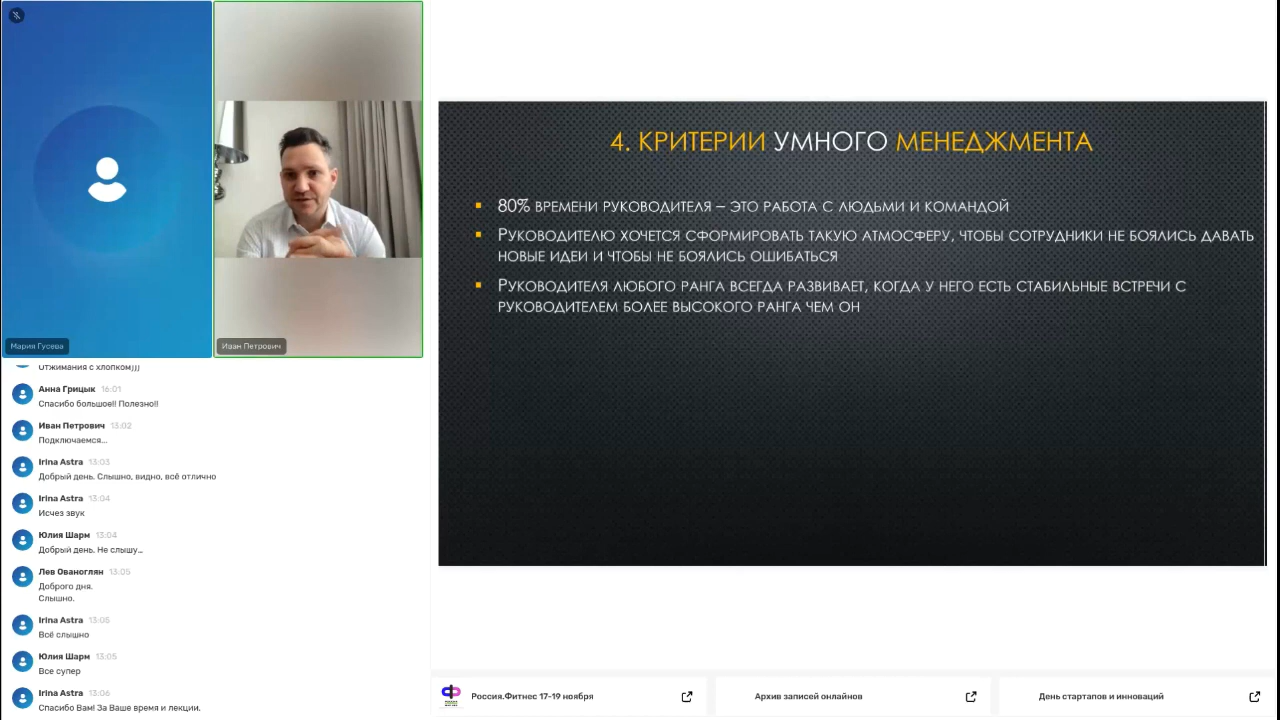 Мария Гусева
Иван Петрович
Отжимания с хлопком)))
Анна Грицык 16:01
Спасибо большое!! Полезно!!
Иван Петрович 13:02
Подключаемся...
Irina Astra 13:03
Добрый день. Слышно, видно, всё отлично
Irina Astra 13:04
Исчез звук
Юлия Шарм 13:04
Добрый день. Не слышу...
Лев Ованоглян 13:05
Доброго дня.
Слышно.
Irina Astra 13:05
Всё слышно
Юлия Шарм 13:05
Все супер
Irina Astra 13:06
Спасибо Вам! За Ваше время и лекции.
4. КРИТЕРИИ УМНОГО МЕНЕДЖМЕНТА
▪ 80% ВРЕМЕНИ РУКОВОДИТЕЛЯ – ЭТО РАБОТА С ЛЮДЬМИ И КОМАНДОЙ
▪ РУКОВОДИТЕЛЮ ХОЧЕТСЯ СФОРМИРОВАТЬ ТАКУЮ АТМОСФЕРУ, ЧТОБЫ СОТРУДНИКИ НЕ БОЯЛИСЬ ДАВАТЬ
НОВЫЕ ИДЕИ И ЧТОБЫ НЕ БОЯЛИСЬ ОШИБАТЬСЯ
▪ РУКОВОДИТЕЛЯ ЛЮБОГО РАНГА ВСЕГДА РАЗВИВАЕТ, КОГДА У НЕГО ЕСТЬ СТАБИЛЬНЫЕ ВСТРЕЧИ С
РУКОВОДИТЕЛЕМ БОЛЕЕ ВЫСОКОГО РАНГА ЧЕМ ОН
Россия.Фитнес 17-19 ноября
Архив записей онлайнов
День стартапов и инноваций